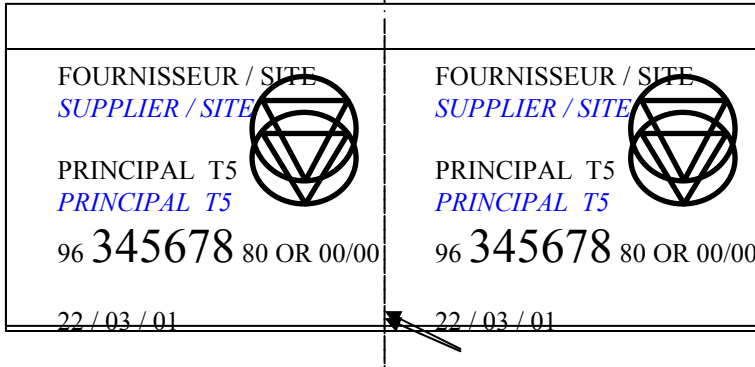 FOURNISSEUR / SITE
SUPPLIER / SITE
PRINCIPAL T5
PRINCIPAL T5
96 345678 80 OR 00/00
22 / 03 / 01
FOURNISSEUR / SITE
SUPPLIER / SITE
PRINCIPAL T5
PRINCIPAL T5
96 345678 80 OR 00/00
22 / 03 / 01